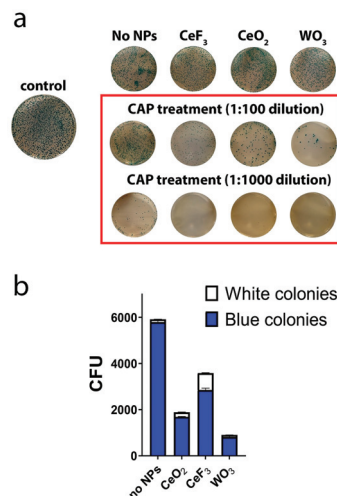 a
No NPs CeF3 CeO2 WO3
control
CAP treatment (1:100 dilution)
CAP treatment (1:1000 dilution)
b
White colonies
Blue colonies
6000
4000
2000
0
CFU
no NPs CeO2 CeF3 WO3